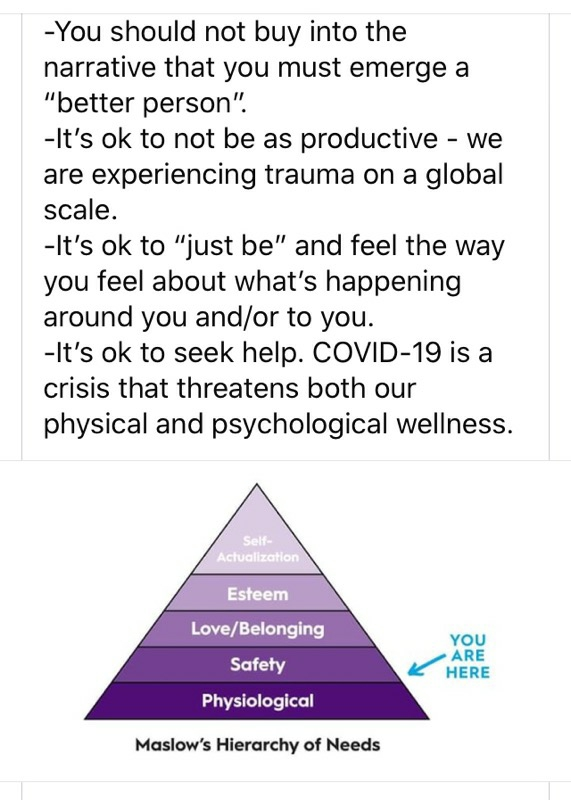 -You should not buy into the
narrative that you must emerge a
“better person”.
-It’s ok to not be as productive - we
are experiencing trauma on a global
scale.
-It’s ok to “just be” and feel the way
you feel about what’s happening
around you and/or to you.
-It’s ok to seek help. COVID-19 is a
crisis that threatens both our
physical and psychological wellness.
Self-
Actualization
Esteem
Love/Belonging
Safety
Physiological
YOU
ARE
HERE
Maslow’s Hierarchy of Needs